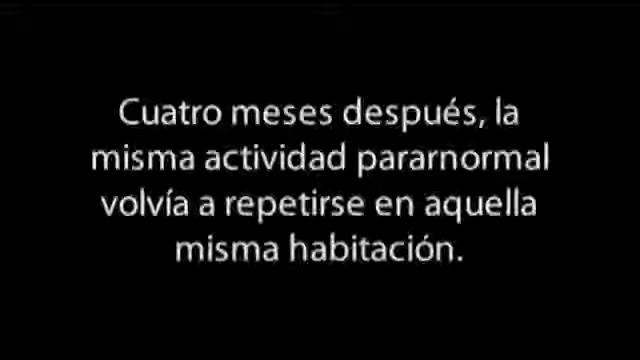 Cuatro meses después, la
misma actividad pararnormal
volvía a repetirse en aquella
misma habitación.